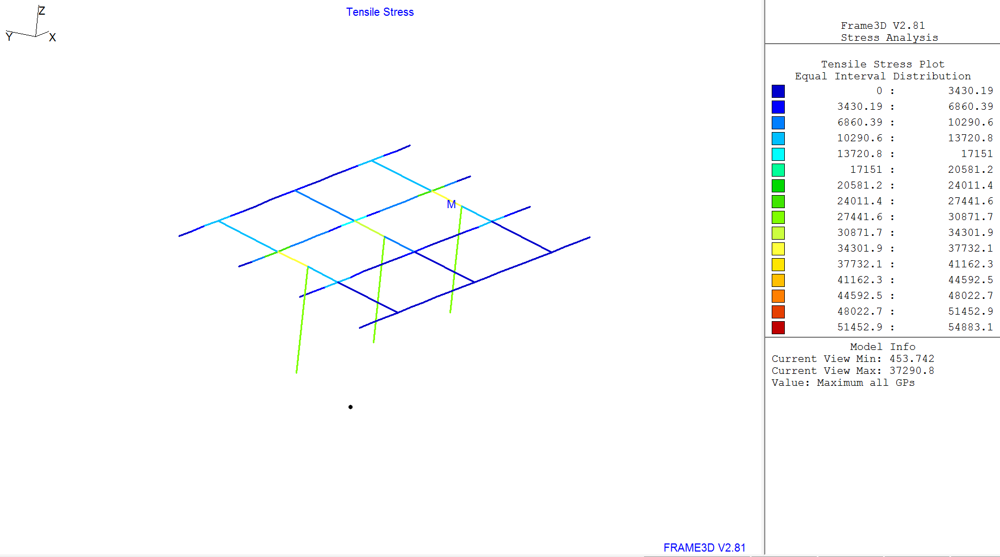 Z
Y
X
Tensile Stress
M
FRAME3D V2.81
Frame3D V2.81
Stress Analysis
Tensile Stress Plot
Equal Interval Distribution
0 : 3430.19
3430.19 : 6860.39
6860.39 : 10290.6
10290.6 : 13720.8
13720.8 : 17151
17151 : 20581.2
20581.2 : 24011.4
24011.4 : 27441.6
27441.6 : 30871.7
30871.7 : 34301.9
34301.9 : 37732.1
37732.1 : 41162.3
41162.3 : 44592.5
44592.5 : 48022.7
48022.7 : 51452.9
51452.9 : 54883.1
Model Info
Current View Min: 453.742
Current View Max: 37290.8
Value: Maximum all GPs